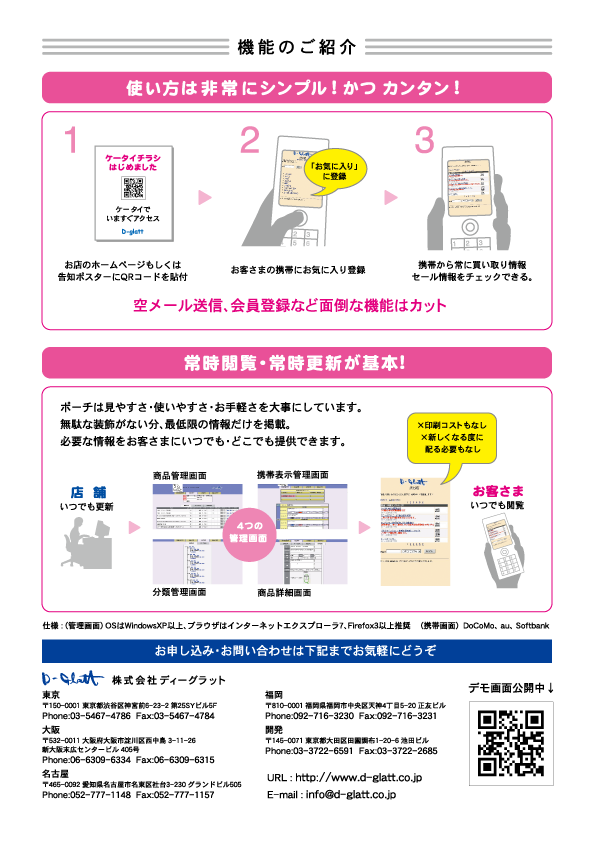 機能のご紹介
使い方は非常にシンプル！かつ カンタン！
1
2
3
ケータイチラシ
はじめました
ケータイで
いますぐアクセス
D-glatt
「お気に入り」
に登録
お店のホームページもしくは
告知ポスターにQRコードを貼付
お客さまの携帯にお気に入り登録
携帯から常に買い取り情報
セール情報をチェックできる。
空メール送信、会員登録など面倒な機能はカット
常時閲覧・常時更新が基本！
ポーチは見やすさ・使いやすさ・お手軽さを大事にしています。
無駄な装飾がない分、最低限の情報だけを掲載。
必要な情報をお客さまにいつでも・どこでも提供できます。
×印刷コストもなし
×新しくなる度に
配る必要もなし
店 舗
いつでも更新
商品管理画面
携帯表示管理画面
4つの
管理画面
分類管理画面
商品詳細画面
D-Glatt
お客さま
いつでも閲覧
仕様：（管理画面）OSはWindowsXP以上、ブラウザはインターネットエクスプローラ7、Firefox3以上推奨 （携帯画面） DoCoMo、au、Softbank
お申し込み・お問い合わせは下記までお気軽にどうぞ
D-Glatt 株式会社 ディーグラット
東京
〒150-0001 東京都渋谷区神宮前6-23-2 第25SYビル5F
Phone:03-5467-4786 Fax:03-5467-4784
大阪
〒532-0011 大阪府大阪市淀川区西中島 3-11-26
新大阪末広センタービル 405号
Phone:06-6309-6334 Fax:06-6309-6315
名古屋
〒465-0092 愛知県名古屋市名東区社台3-230 グランドビル505
Phone:052-777-1148 Fax:052-777-1157
福岡
〒810-0001 福岡県福岡市中央区天神4丁目5-20 正友ビル
Phone:092-716-3230 Fax:092-716-3231
開発
〒145-0071 東京都大田区田園調布1-20-6 池田ビル
Phone:03-3722-6591 Fax:03-3722-2685
URL : http://www.d-glatt.co.jp
E-mail : info@d-glatt.co.jp
デモ画面公開中↓